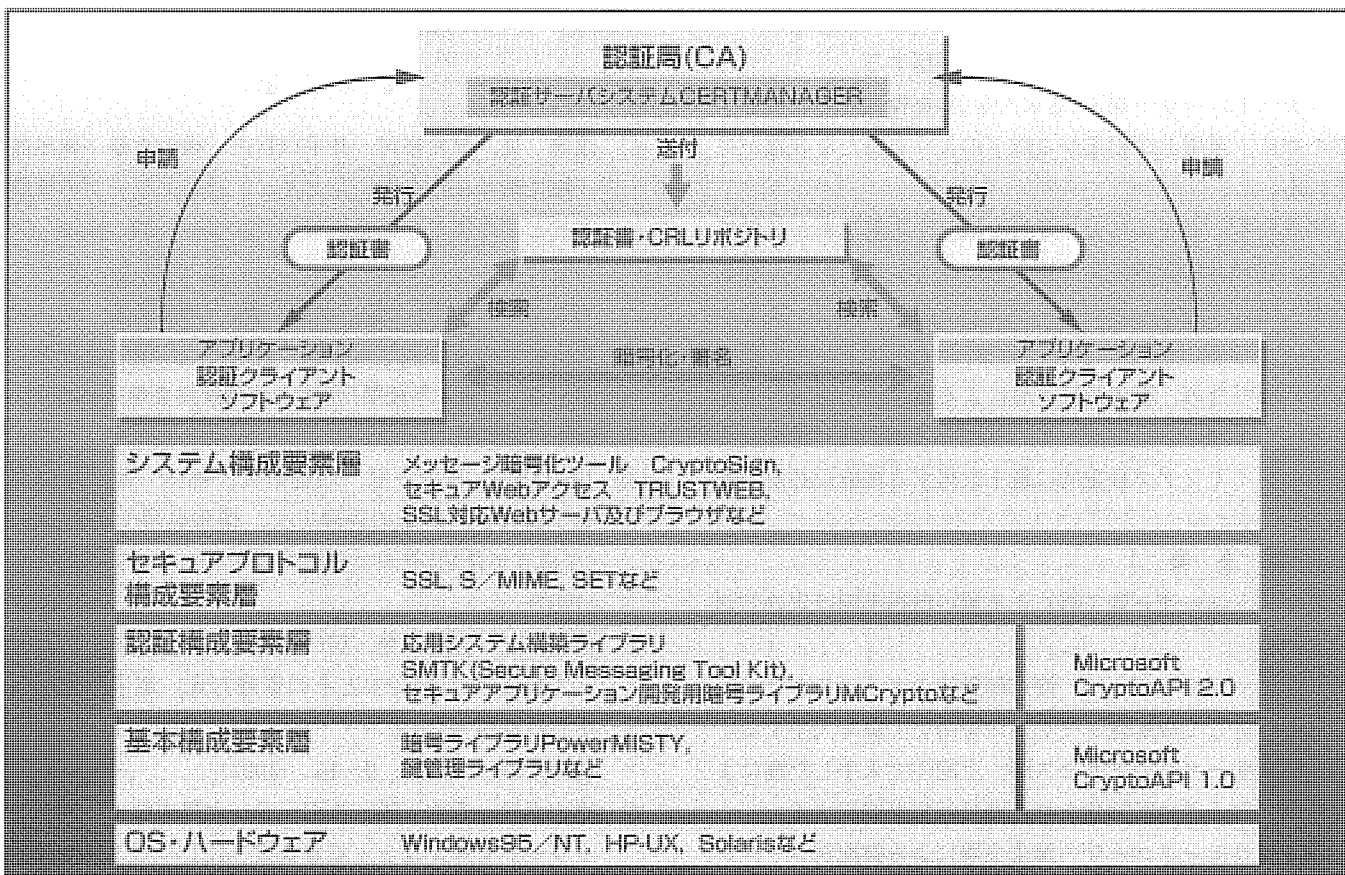 認証局(CA)
認証サーバシステムCERTMANAGER
送付
申請
申請
発行
発行
認証書
認証書・CRLリポジトリ
認証書
検索
検索
アプリケーション
認証クライアント
ソフトウェア
暗号化・署名
アプリケーション
認証クライアント
ソフトウェア
システム構成要素層
メッセージ暗号化ツール CryptoSign,
セキュアWebアクセス TRUSTWEB,
SSL対応Webサーバ及びブラウザなど
セキュアプロトコル
構成要素層
SSL, S/MIME, SETなど
認証構成要素層
応用システム構築ライブラリ
SMTK(Secure Messaging Tool Kit),
セキュアアプリケーション開発用暗号ライブラリMCryptoなど
Microsoft
CryptoAPI 2.0
基本構成要素層
暗号ライブラリPowerMISTY,
鍵管理ライブラリなど
Microsoft
CryptoAPI 1.0
OS・ハードウェア
Windows95/NT, HP-UX, Solarisなど